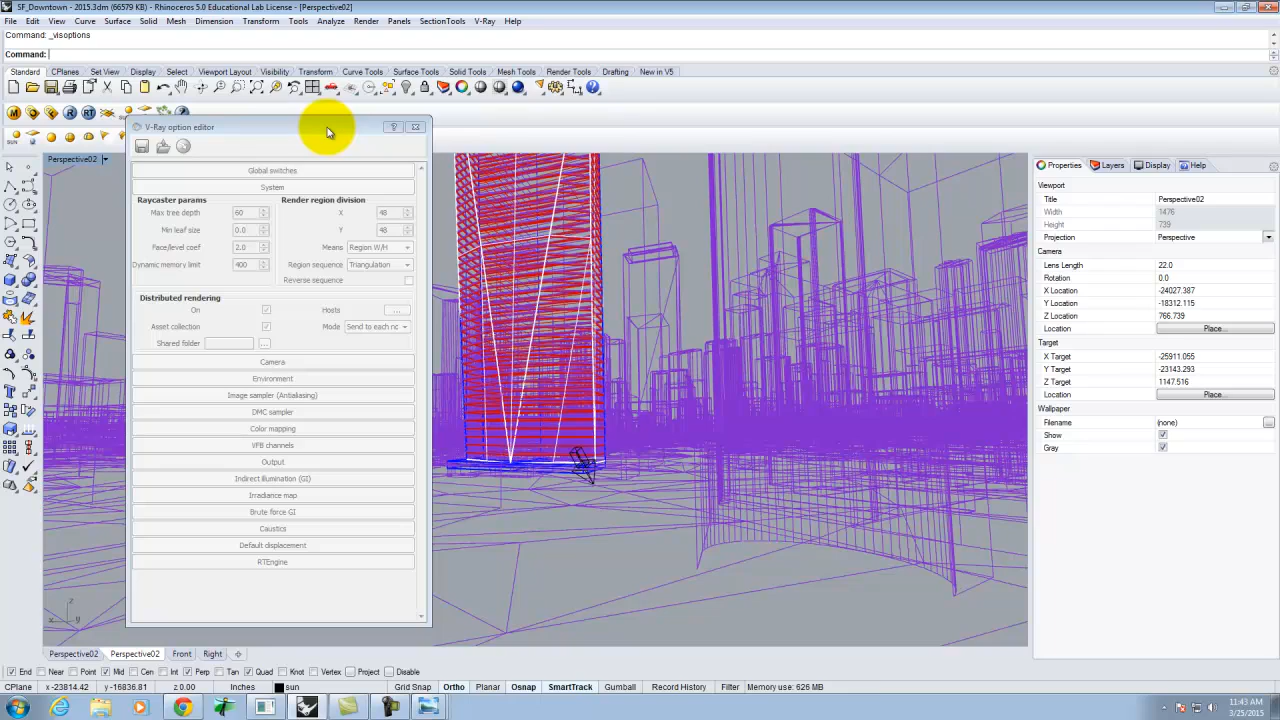 SF_Downtown - 2015.3dm (66579 KB) - Rhinoceros 5.0 Educational Lab License - [Perspective02]
File Edit View Curve Surface Solid Mesh Dimension Transform Tools Analyze Render Panels SectionTools V-Ray Help
Command: _visoptions
Command:
Standard CPlanes Set View Display Select Viewport Layout Visibility Transform Curve Tools Surface Tools Solid Tools Mesh Tools Render Tools Drafting New in V5
V-Ray option editor
Perspective02
Properties Layers Display Help
Global switches
System
Raycaster params Render region division
Max tree depth 60 X 48
Min leaf size 0.0 Y 48
Face/level coef 2.0 Means Region W/H
Dynamic memory limit 400 Region sequence Triangulation
Reverse sequence
Distributed rendering
On Hosts ...
Asset collection Mode Send to each nc
Shared folder ...
Camera
Environment
Image sampler (Antialiasing)
DMC sampler
Color mapping
VFB channels
Output
Indirect illumination (GI)
Irradiance map
Brute force GI
Caustics
Default displacement
RTEngine
Viewport
Title Perspective02
Width 1476
Height 739
Projection Perspective
Camera
Lens Length 22.0
Rotation 0.0
X Location -24027.387
Z Location 766.739
Location Place...
Target
X Target -25911.055
Z Target 1147.516
Location Place...
Wallpaper
Filename (none)
Show
Gray
z
x y
Perspective02 Perspective02 Front Right
End Near Point Mid Cen Int Perp Tan Quad Knot Vertex Project Disable
CPlane x -23814.42 y -16836.81 z 0.00 Inches sun Grid Snap Ortho Planar Osnap SmartTrack Gumball Record History Filter Memory use: 626 MB
11:43 AM
3/25/2015